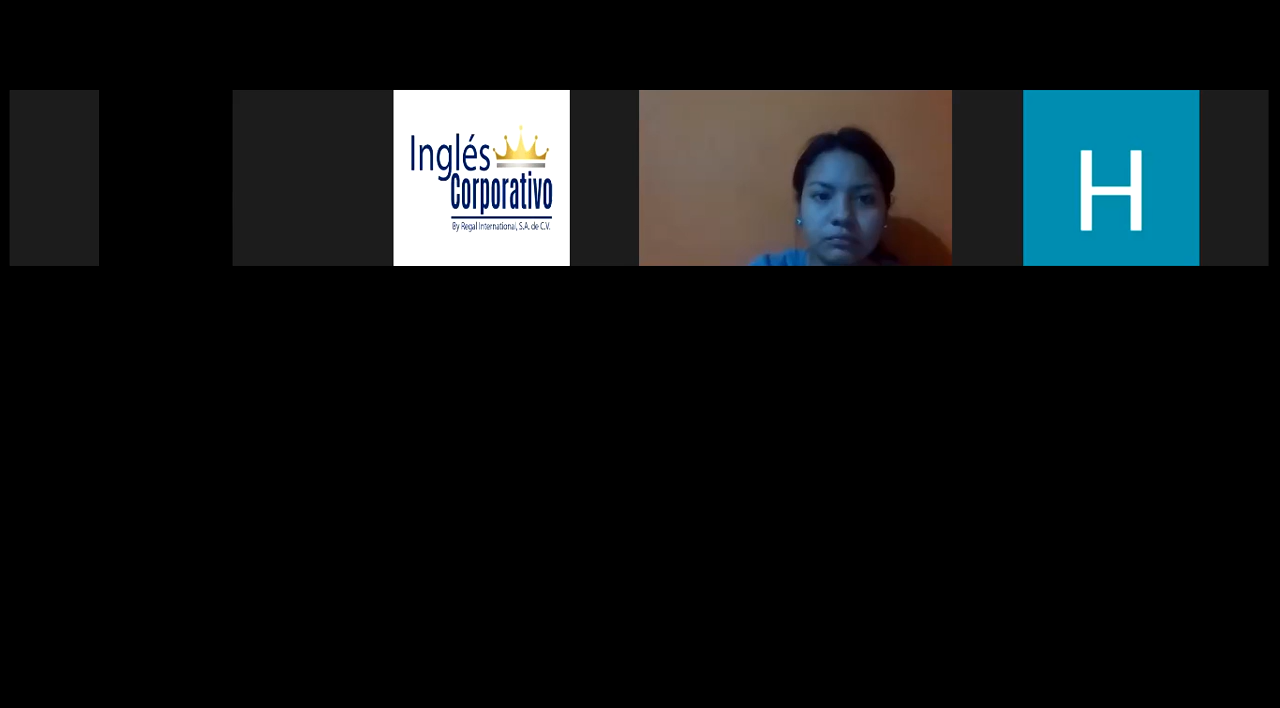 Inglés
Corporativo
By Regal International, S.A. de C.V.
H